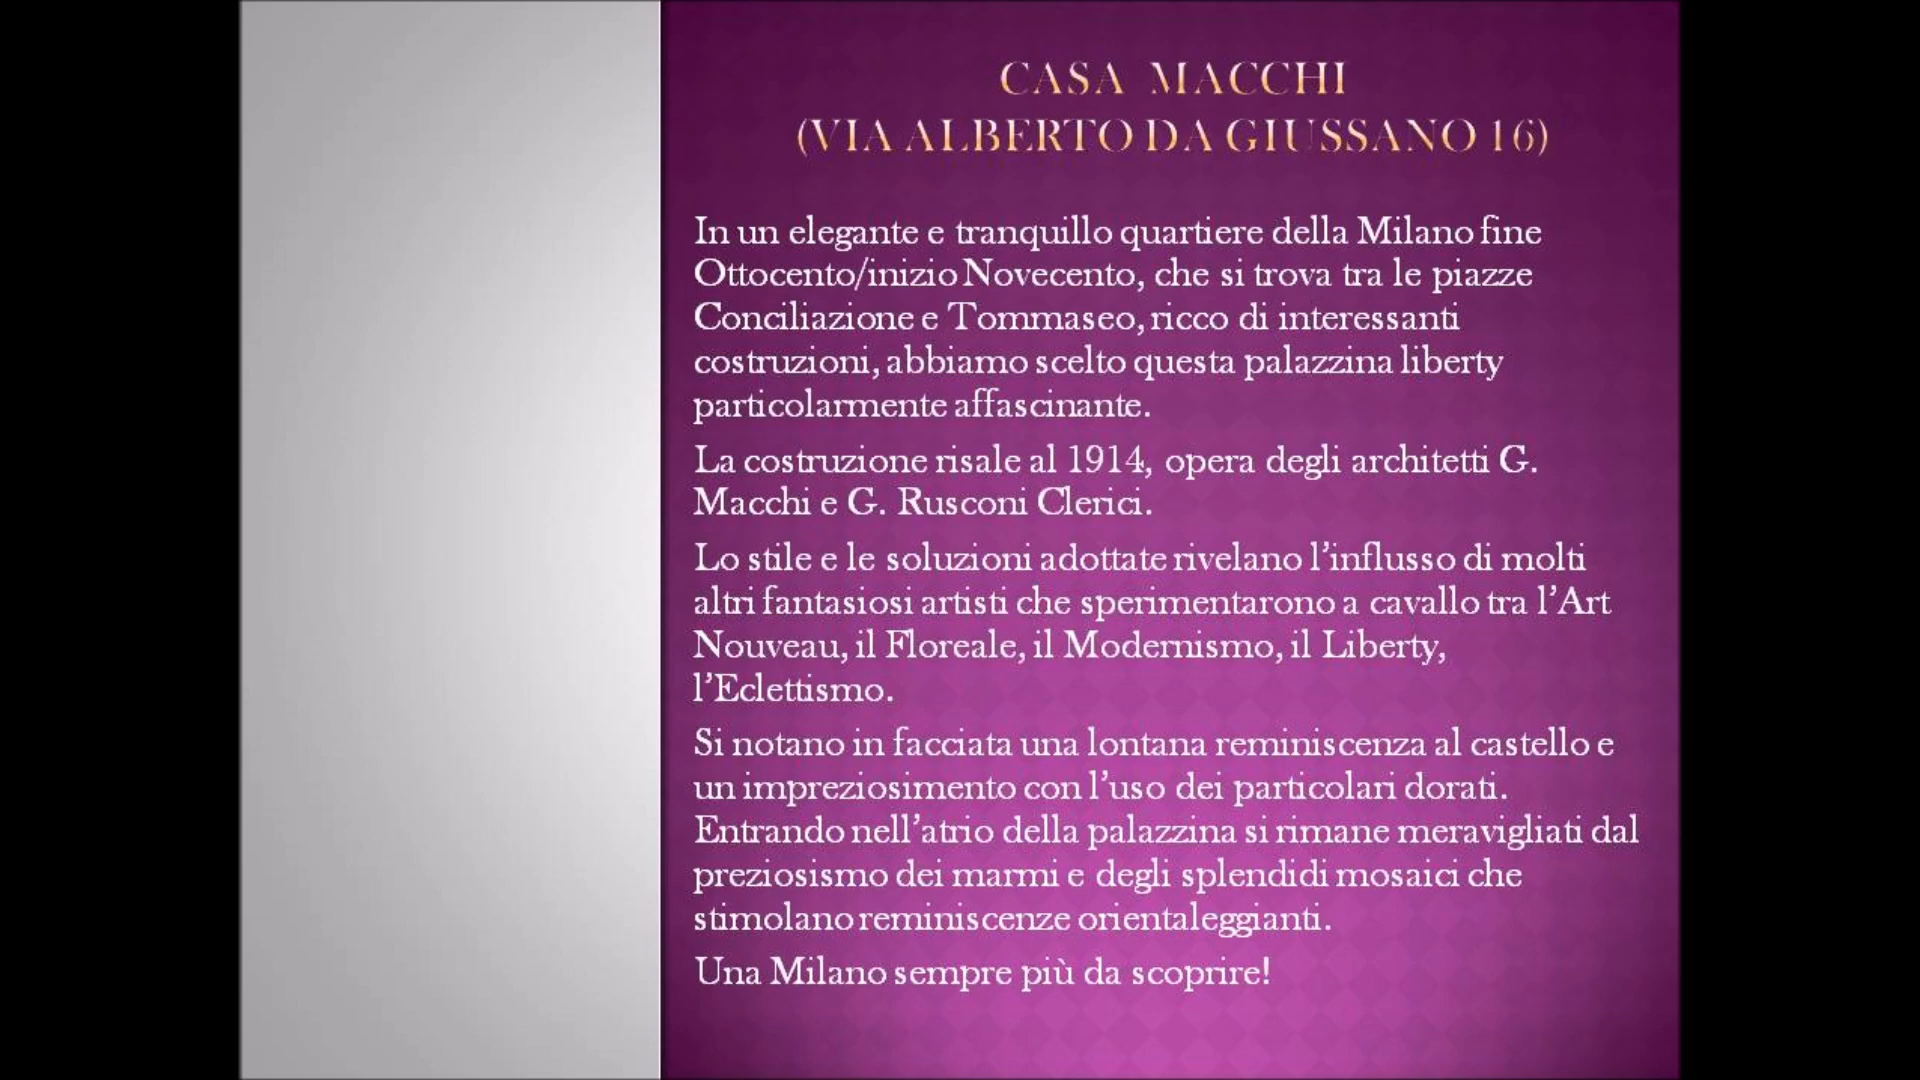 CASA MACCHI
(VIA ALBERTO DA GIUSSANO 16)
In un elegante e tranquillo quartiere della Milano fine
Ottocento/inizio Novecento, che si trova tra le piazze
Conciliazione e Tommaseo, ricco di interessanti
costruzioni, abbiamo scelto questa palazzina liberty
particolarmente affascinante.
La costruzione risale al 1914, opera degli architetti G.
Macchi e G. Rusconi Clerici.
Lo stile e le soluzioni adottate rivelano l’influsso di molti
altri fantasiosi artisti che sperimentarono a cavallo tra l’Art
Nouveau, il Floreale, il Modernismo, il Liberty,
l’Eclettismo.
Si notano in facciata una lontana reminiscenza al castello e
un impreziosimento con l’uso dei particolari dorati.
Entrando nell’atrio della palazzina si rimane meravigliati dal
preziosismo dei marmi e degli splendidi mosaici che
stimolano reminiscenze orientaleggianti.
Una Milano sempre più da scoprire!